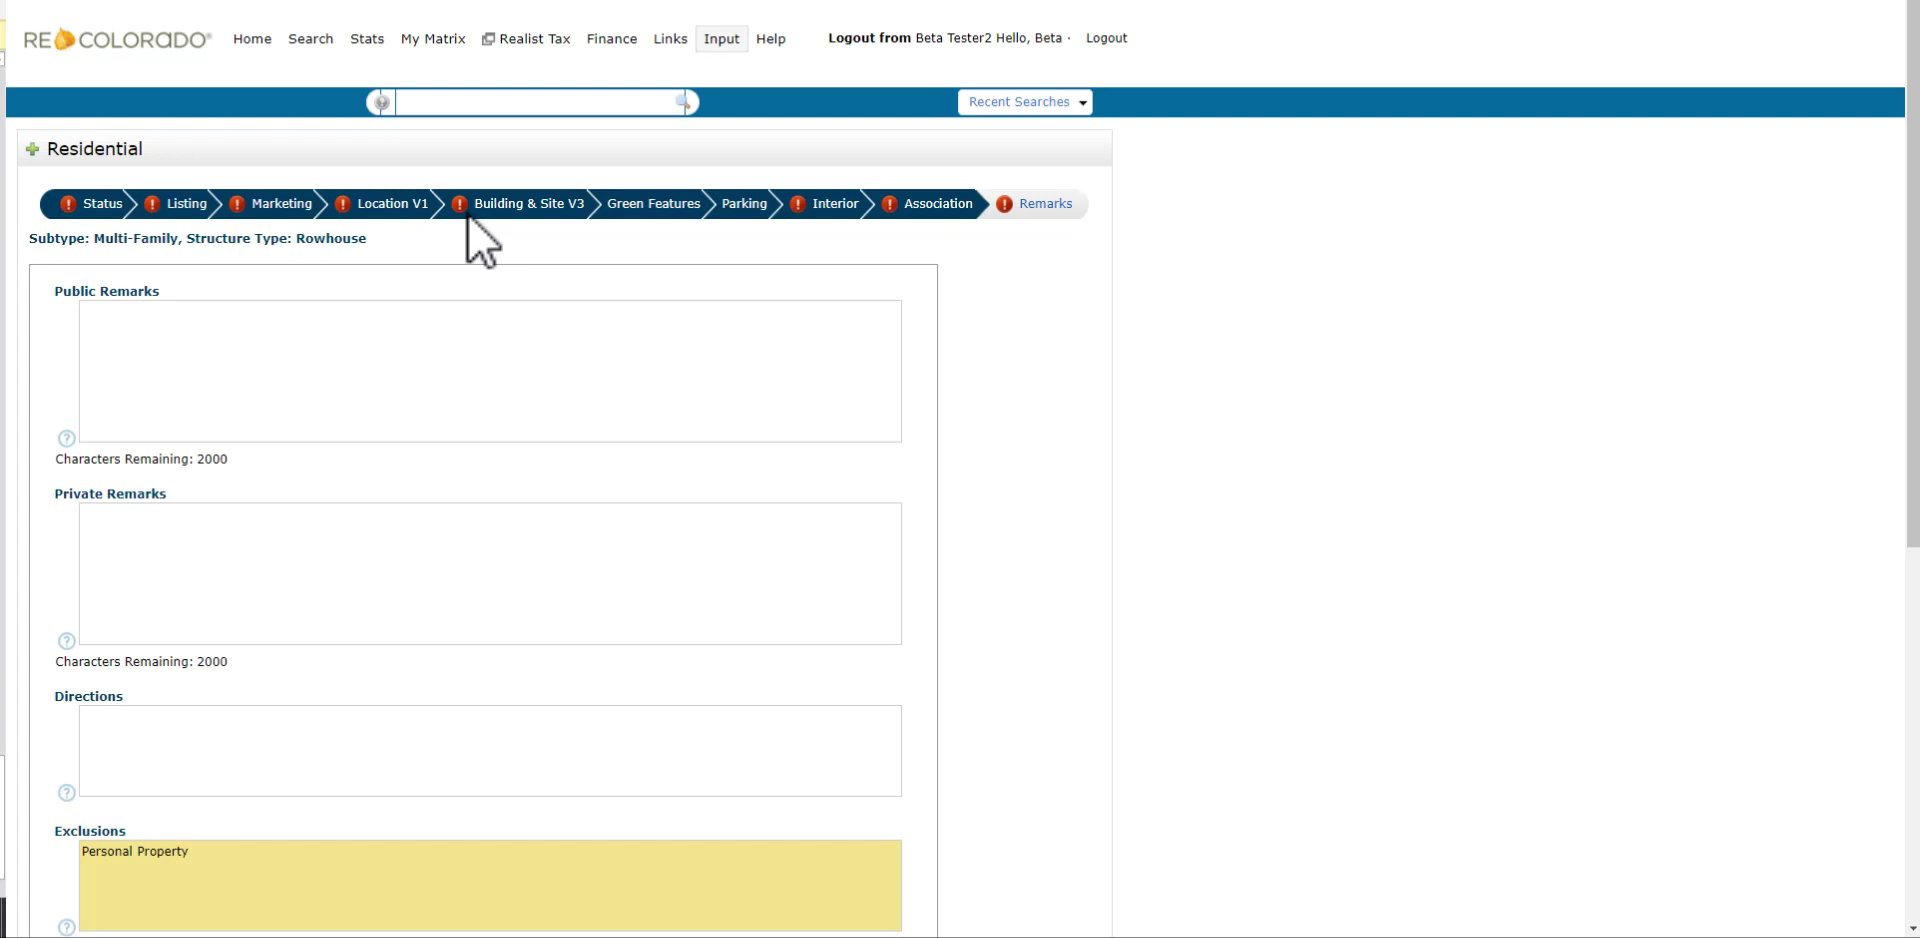 RECOLORADO® Home Search Stats My Matrix Realist Tax Finance Links Input Help Logout from Beta Tester2 Hello, Beta · Logout
Recent Searches
Residential
Status Listing Marketing Location V1 Building & Site V3 Green Features Parking Interior Association Remarks
Subtype: Multi-Family, Structure Type: Rowhouse
Public Remarks
Characters Remaining: 2000
Private Remarks
Characters Remaining: 2000
Directions
Exclusions
Personal Property